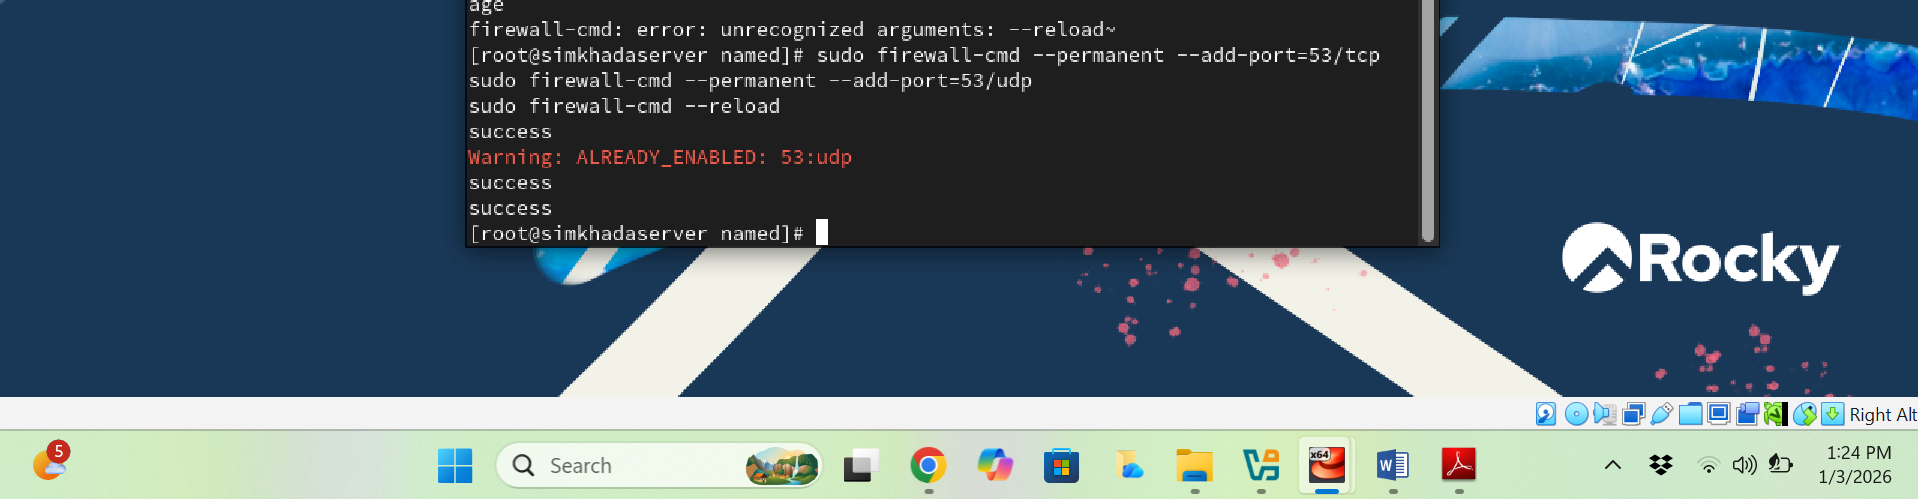 age
firewall-cmd: error: unrecognized arguments: --reload~
[root@simkhadaserver named]# sudo firewall-cmd --permanent --add-port=53/tcp
sudo firewall-cmd --permanent --add-port=53/udp
sudo firewall-cmd --reload
success
Warning: ALREADY_ENABLED: 53:udp
success
success
[root@simkhadaserver named]#
Rocky
Right Alt
5
Search
x64
1:24 PM
1/3/2026